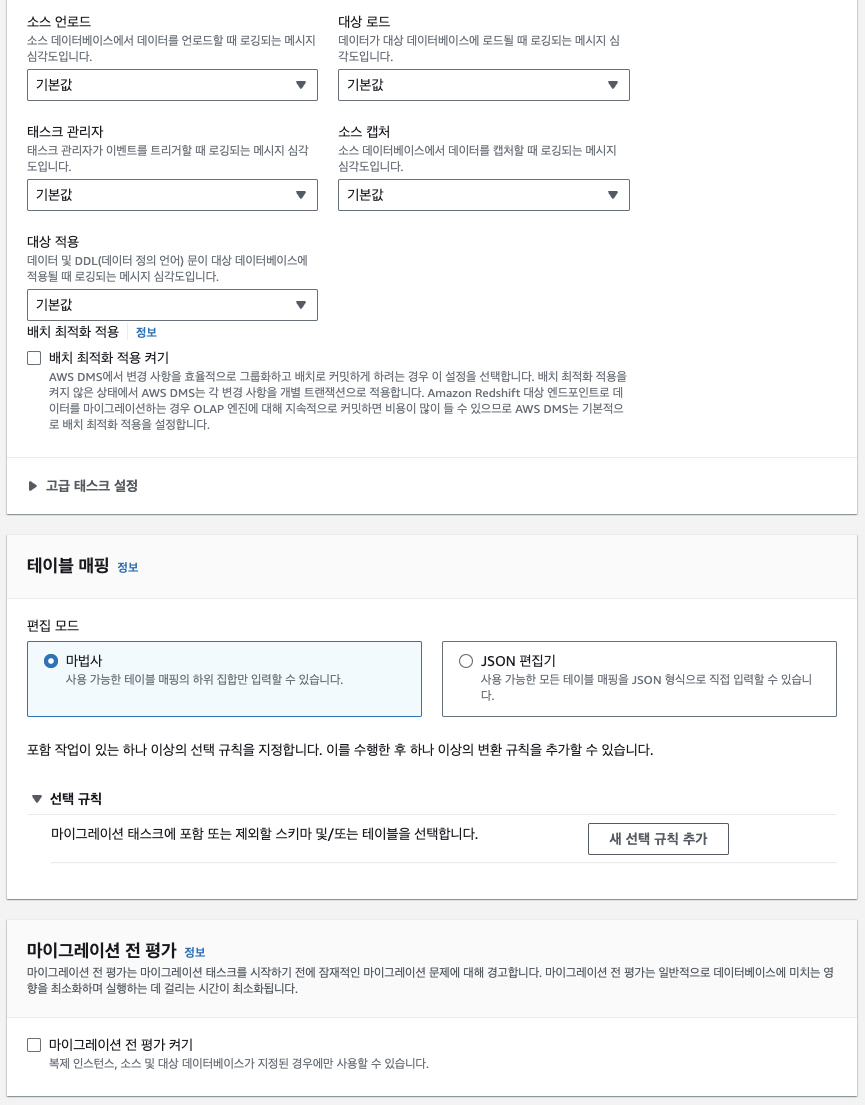 소스 언로드
소스 데이터베이스에서 데이터를 언로드할 때 로깅되는 메시지
심각도입니다.
기본값
대상 로드
데이터가 대상 데이터베이스에 로드될 때 로깅되는 메시지 심
각도입니다.
기본값
태스크 관리자
태스크 관리자가 이벤트를 트리거할 때 로깅되는 메시지 심각
도입니다.
기본값
소스 캡처
소스 데이터베이스에서 데이터를 캡처할 때 로깅되는 메시지
심각도입니다.
기본값
대상 적용
데이터 및 DDL(데이터 정의 언어) 문이 대상 데이터베이스에
적용될 때 로깅되는 메시지 심각도입니다.
기본값
배치 최적화 적용 정보
배치 최적화 적용 켜기
AWS DMS에서 변경 사항을 효율적으로 그룹화하고 배치로 커밋하게 하려는 경우 이 설정을 선택합니다. 배치 최적화 적용을
켜지 않은 상태에서 AWS DMS는 각 변경 사항을 개별 트랜잭션으로 적용합니다. Amazon Redshift 대상 엔드포인트로 데
이터를 마이그레이션하는 경우 OLAP 엔진에 대해 지속적으로 커밋하면 비용이 많이 들 수 있으므로 AWS DMS는 기본적으
로 배치 최적화 적용을 설정합니다.
고급 태스크 설정
테이블 매핑 정보
편집 모드
마법사
사용 가능한 테이블 매핑의 하위 집합만 입력할 수 있습니다.
JSON 편집기
사용 가능한 모든 테이블 매핑을 JSON 형식으로 직접 입력할 수 있습니
다.
포함 작업이 있는 하나 이상의 선택 규칙을 지정합니다. 이를 수행한 후 하나 이상의 변환 규칙을 추가할 수 있습니다.
선택 규칙
마이그레이션 태스크에 포함 또는 제외할 스키마 및/또는 테이블을 선택합니다.
새 선택 규칙 추가
마이그레이션 전 평가 정보
마이그레이션 전 평가는 마이그레이션 태스크를 시작하기 전에 잠재적인 마이그레이션 문제에 대해 경고합니다. 마이그레이션 전 평가는 일반적으로 데이터베이스에 미치는 영
향을 최소화하며 실행하는 데 걸리는 시간이 최소화됩니다.
마이그레이션 전 평가 켜기
복제 인스턴스, 소스 및 대상 데이터베이스가 지정된 경우에만 사용할 수 있습니다.